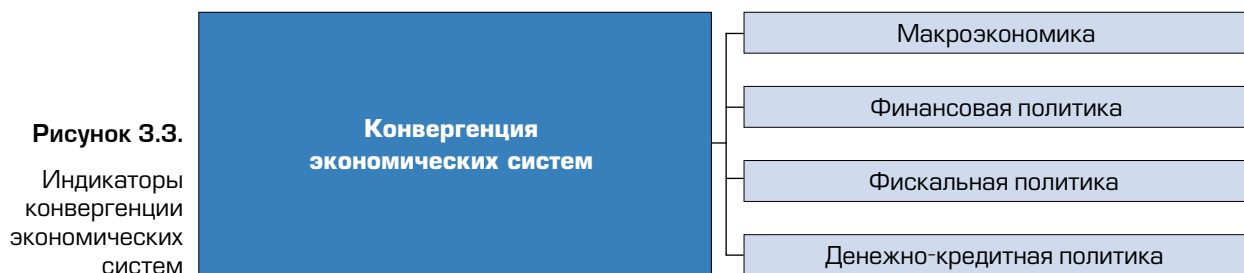 Рисунок 3.3.
Индикаторы
конвергенции
экономических
систем
Конвергенция
экономических систем
Макроэкономика
Финансовая политика
Фискальная политика
Денежно-кредитная политика